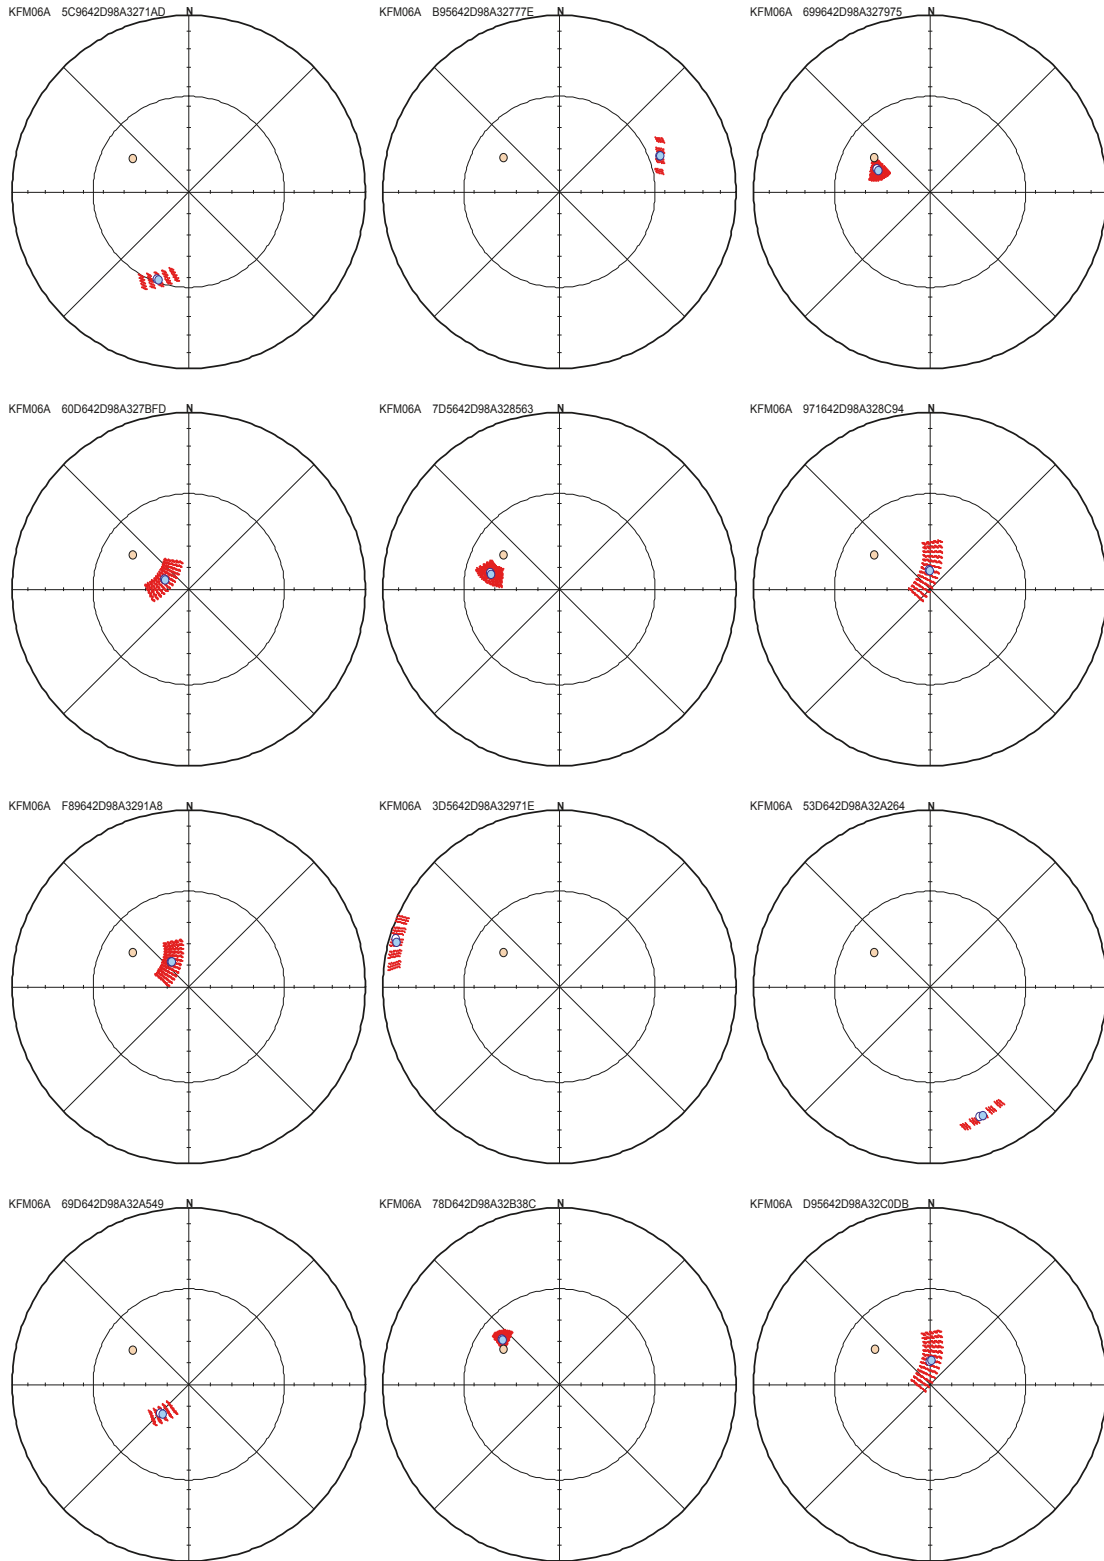 KFM06A 5C9642D98A3271AD N
KFM06A B95642D98A32777E N
KFM06A 699642D98A327975 N
KFM06A 60D642D98A327BFD N
KFM06A 7D5642D98A328563 N
KFM06A 971642D98A328C94 N
KFM06A F89642D98A3291A8 N
KFM06A 3D5642D98A32971E N
KFM06A 53D642D98A32A264 N
KFM06A 69D642D98A32A549 N
KFM06A 78D642D98A32B38C N
KFM06A D95642D98A32C0DB N